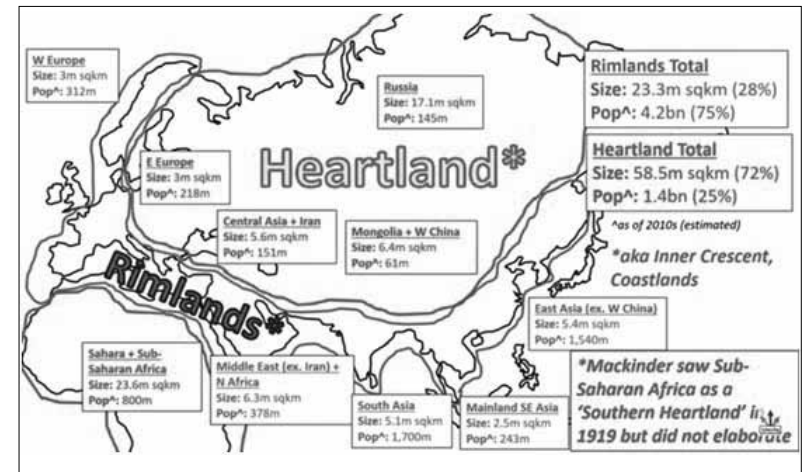 W Europe
Size: 3m sqkm
Pop^: 312m
Russia
Size: 17.1m sqkm
Pop^: 145m
Rimlands Total
Size: 23.3m sqkm (28%)
Pop^: 4.2bn (75%)
Heartland Total
Size: 58.5m sqkm (72%)
Pop^: 1.4bn (25%)
^as of 2010s (estimated)
*aka Inner Crescent,
Coastlands
Heartland*
E Europe
Size: 3m sqkm
Pop^: 218m
Central Asia + Iran
Size: 5.6m sqkm
Pop^: 151m
Mongolia + W China
Size: 6.4m sqkm
Pop^: 61m
Rimlands*
East Asia (ex. W China)
Size: 5.4m sqkm
Pop^: 1,540m
Sahara + Sub-
Saharan Africa
Size: 23.6m sqkm
Pop^: 800m
Middle East (ex. Iran) +
N Africa
Size: 6.3m sqkm
Pop^: 378m
South Asia
Size: 5.1m sqkm
Pop^: 1,700m
Mainland SE Asia
Size: 2.5m sqkm
Pop^: 243m
*Mackinder saw Sub-
Saharan Africa as a
'Southern Heartland' in
1919 but did not elaborate